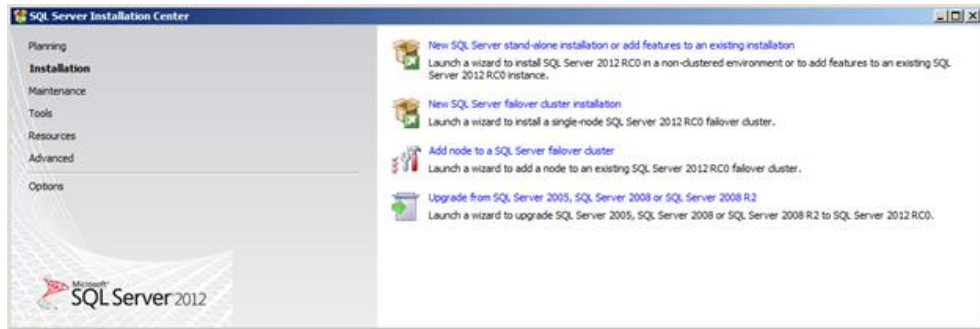 SQL Server Installation Center
Planning
Installation
Maintenance
Tools
Resources
Advanced
Options
Microsoft
SQL Server 2012
New SQL Server stand-alone installation or add features to an existing installation
Launch a wizard to install SQL Server 2012 RC0 in a non-clustered environment or to add features to an existing SQL
Server 2012 RC0 instance.
New SQL Server failover cluster installation
Launch a wizard to install a single-node SQL Server 2012 RC0 failover cluster.
Add node to a SQL Server failover cluster
Launch a wizard to add a node to an existing SQL Server 2012 RC0 failover cluster.
Upgrade from SQL Server 2005, SQL Server 2008 or SQL Server 2008 R2
Launch a wizard to upgrade SQL Server 2005, SQL Server 2008 or SQL Server 2008 R2 to SQL Server 2012 RC0.